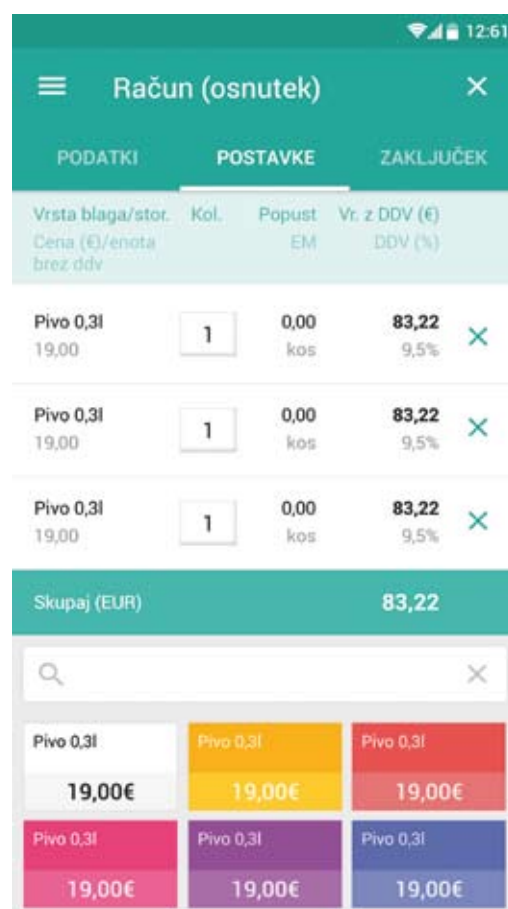 12:61
Račun (osnutek)
PODATKI POSTAVKE ZAKLJUČEK
Vrsta blaga/stor. Kol. Popust Vr. z DDV (€)
Cena (€)/enota EM DDV (%)
brez ddv
Pivo 0,3l 1 0,00 83,22
19,00 kos 9,5%
Pivo 0,3l 1 0,00 83,22
19,00 kos 9,5%
Pivo 0,3l 1 0,00 83,22
19,00 kos 9,5%
Skupaj (EUR) 83,22
Pivo 0,3l Pivo 0,3l Pivo 0,3l
19,00€ 19,00€ 19,00€
Pivo 0,3l Pivo 0,3l Pivo 0,3l
19,00€ 19,00€ 19,00€